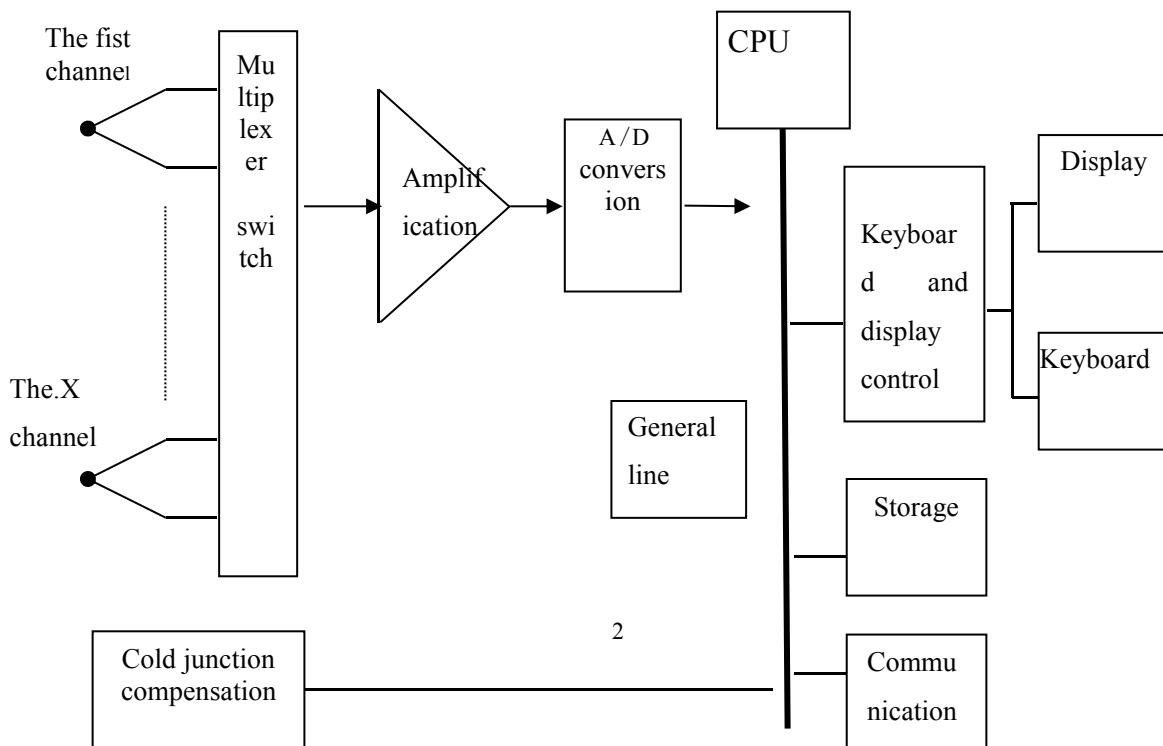 The fist
channel
Mu
ltip
lex
er
swi
tch
Amplif
ication
A/D
convers
ion
CPU
Keyboar
d and
display
control
Display
Keyboard
The.X
channel
General
line
Storage
2
Cold junction
compensation
Commu
nication